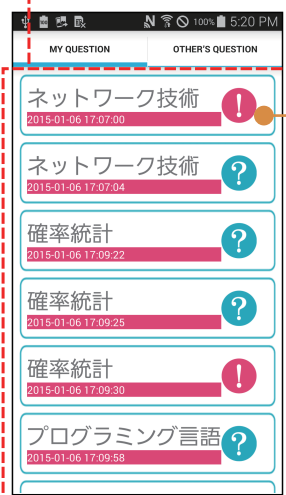 100% 5:20 PM
MY QUESTION OTHER'S QUESTION
ネットワーク技術 !
2015-01-06 17:07:00
ネットワーク技術 ?
2015-01-06 17:07:04
確率統計 ?
2015-01-06 17:09:22
確率統計 ?
2015-01-06 17:09:25
確率統計 !
2015-01-06 17:09:30
プログラミング言語 ?
2015-01-06 17:09:58